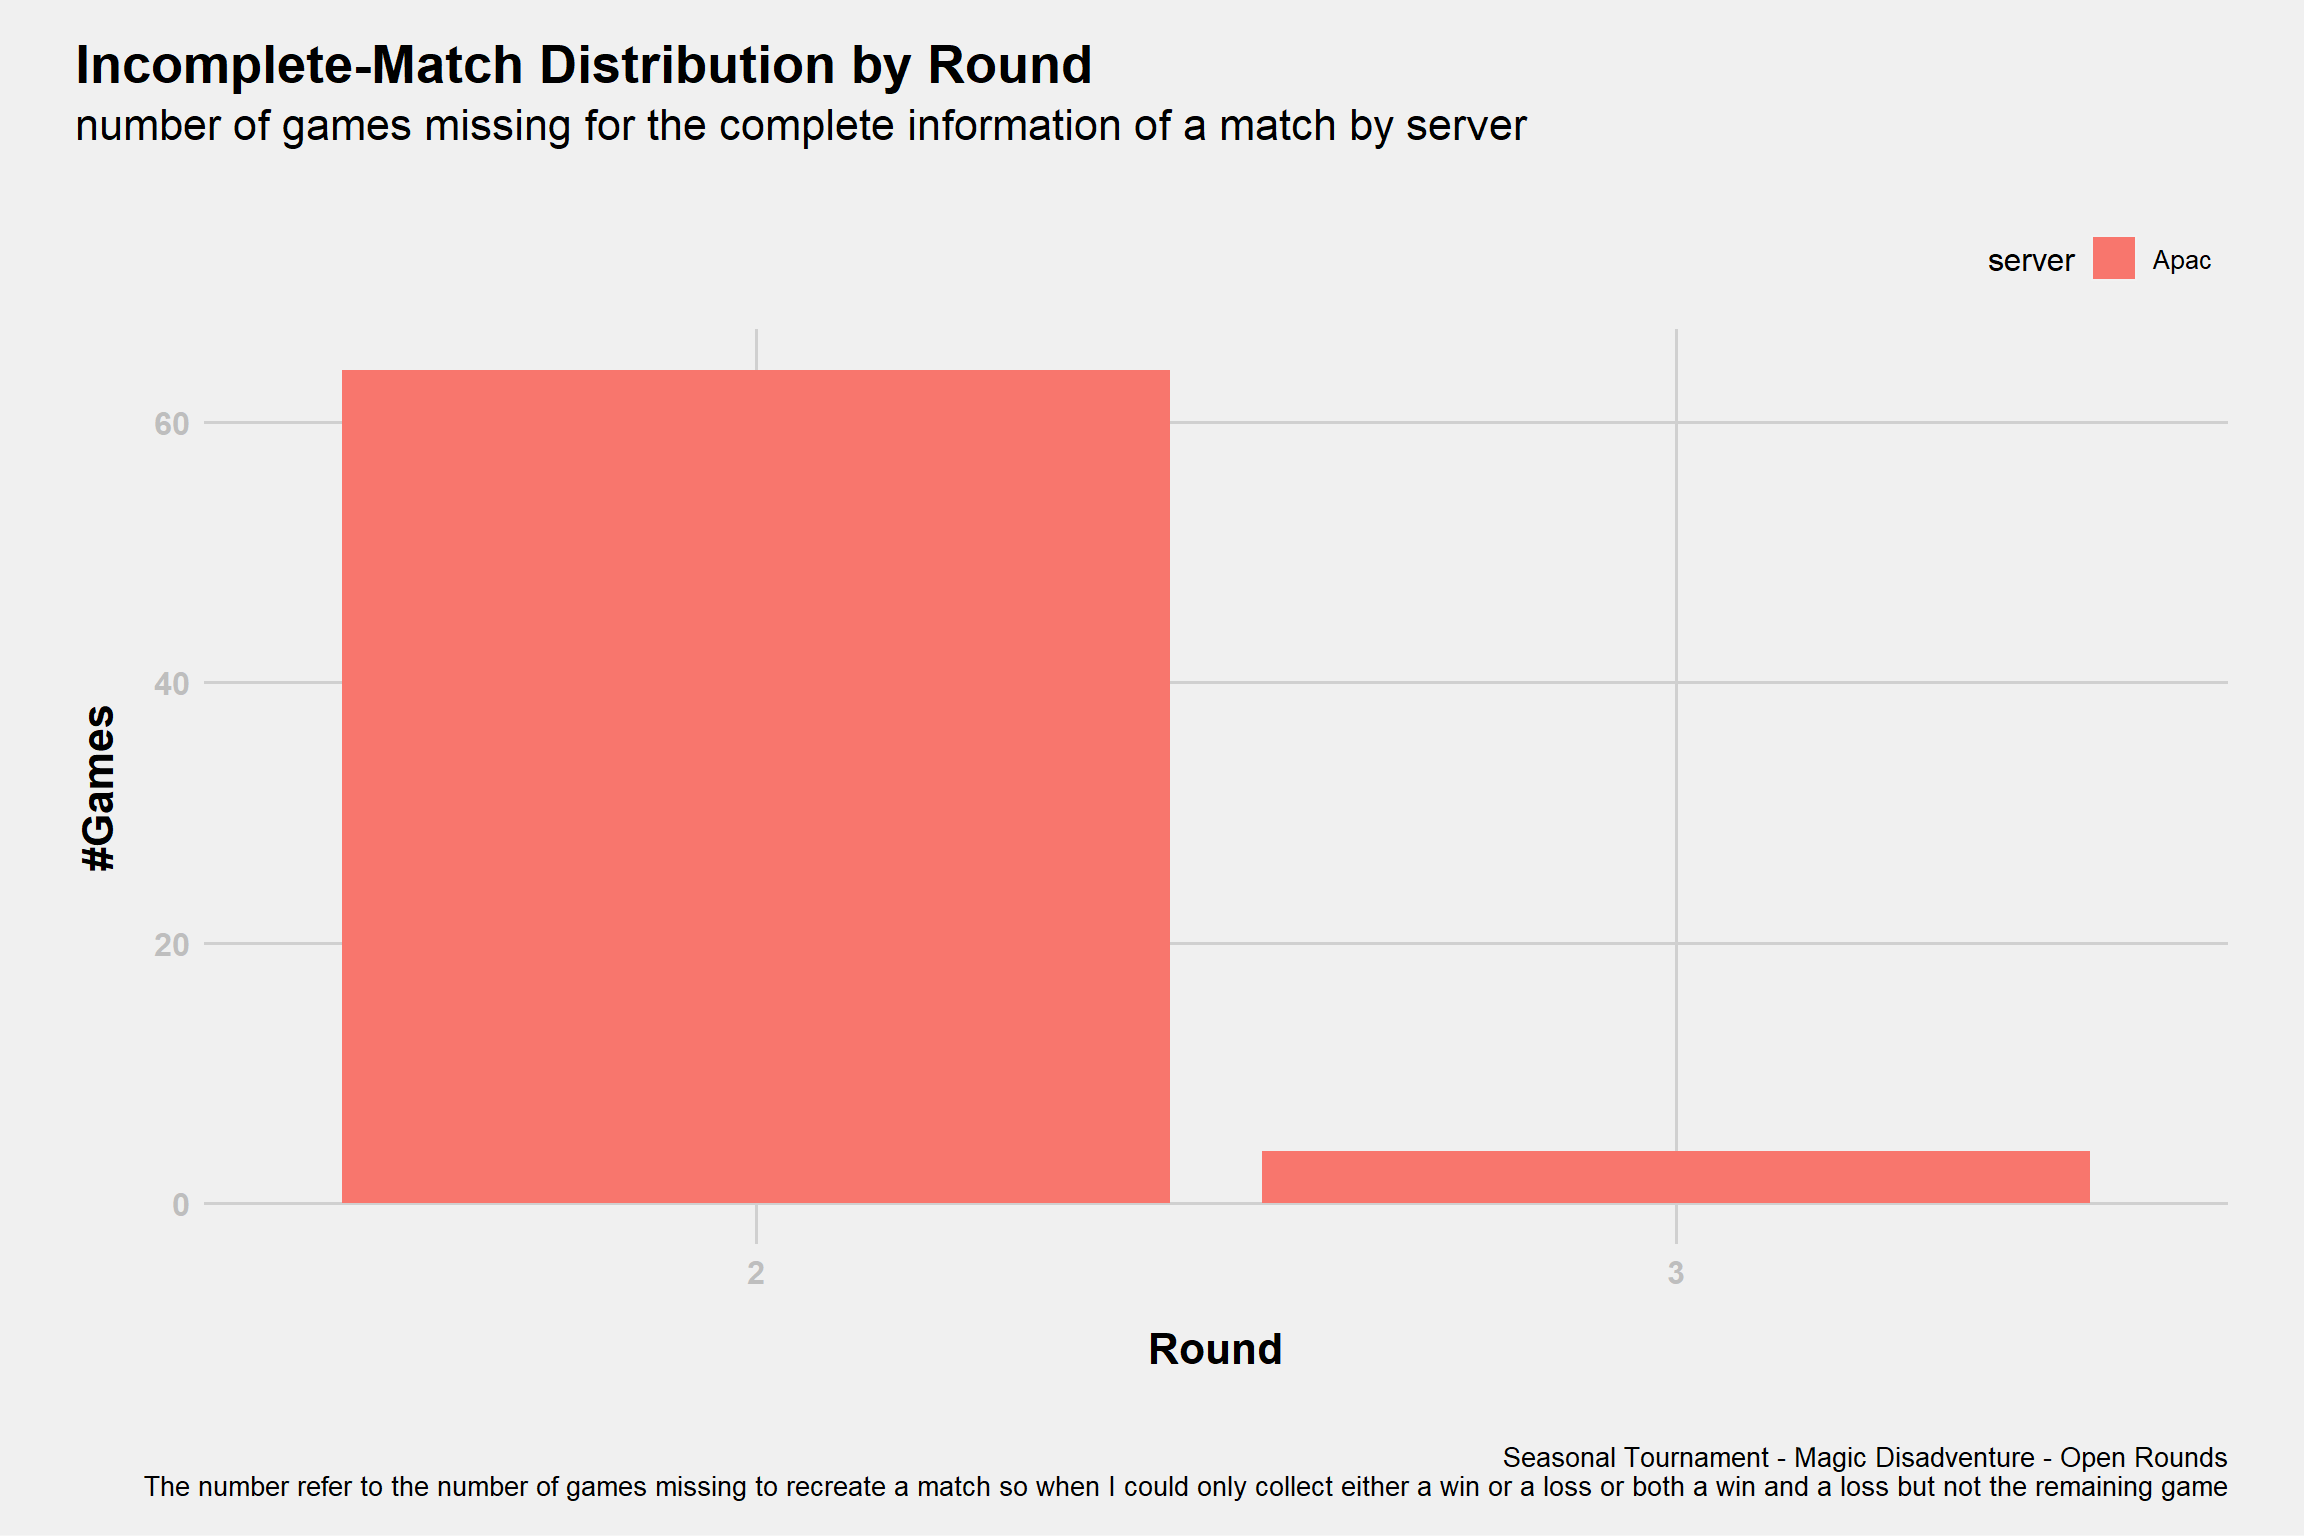 Incomplete-Match Distribution by Round
number of games missing for the complete information of a match by server
server Apac
60
40
20
0
#Games
2 3
Round
Seasonal Tournament - Magic Disadventure - Open Rounds
The number refer to the number of games missing to recreate a match so when I could only collect either a win or a loss or both a win and a loss but not the remaining game